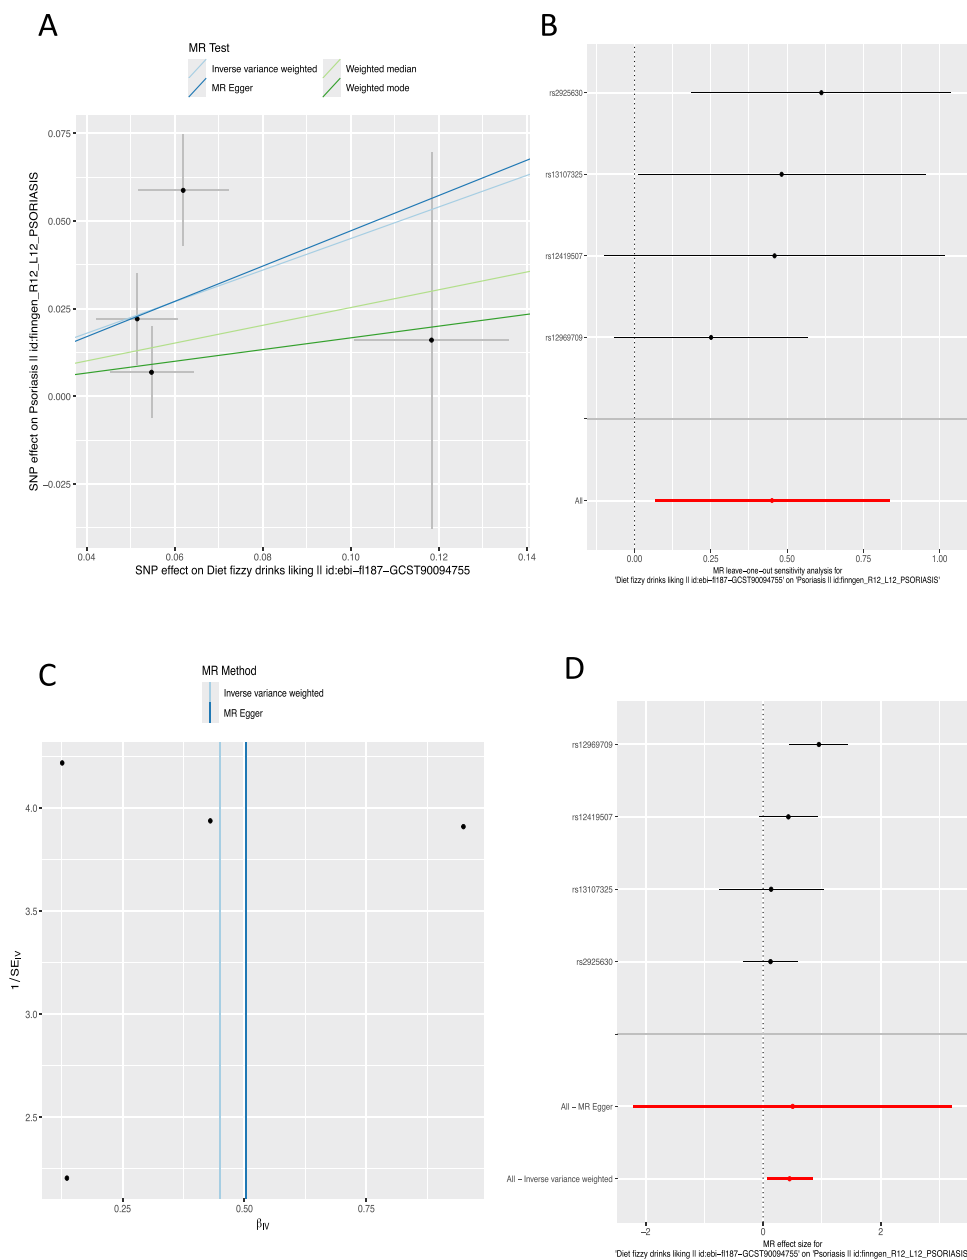 A
MR Test
Inverse variance weighted
Weighted median
MR Egger
Weighted mode
SNP effect on Psoriasis II id:finngen_R12_L12_PSORIASIS
0.075
0.050
0.025
0.000
−0.025
0.04
0.06
0.08
0.10
0.12
0.14
SNP effect on Diet fizzy drinks liking II id:ebi−fl187−GCST90094755
B
rs2925630
rs13107325
rs12419507
rs12969709
All
0.00
0.25
0.50
0.75
1.00
MR leave−one−out sensitivity analysis for
'Diet fizzy drinks liking II id:ebi−fl187−GCST90094755' on 'Psoriasis II id:finngen_R12_L12_PSORIASIS'
C
MR Method
Inverse variance weighted
MR Egger
1/SE_IV
4.0
3.5
3.0
2.5
0.25
0.50
0.75
β_IV
D
rs12969709
rs12419507
rs13107325
rs2925630
All − MR Egger
All − Inverse variance weighted
−2
0
2
MR effect size for
'Diet fizzy drinks liking II id:ebi−fl187−GCST90094755' on 'Psoriasis II id:finngen_R12_L12_PSORIASIS